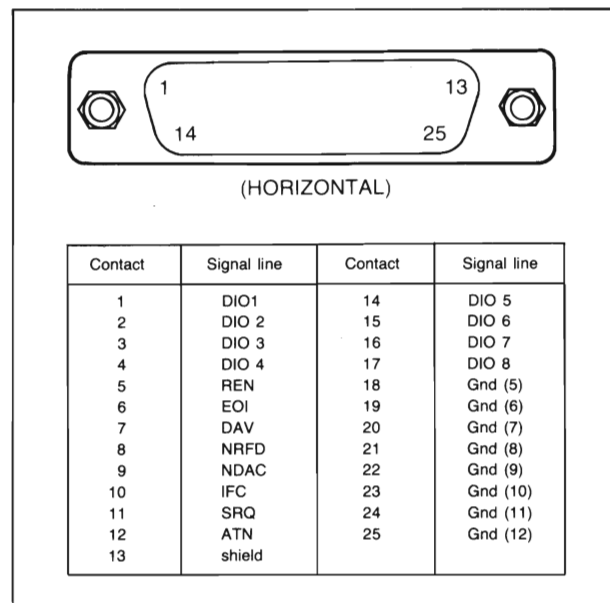 1 13
14 25
(HORIZONTAL)
Contact Signal line Contact Signal line
1 DIO1 14 DIO 5
2 DIO 2 15 DIO 6
3 DIO 3 16 DIO 7
4 DIO 4 17 DIO 8
5 REN 18 Gnd (5)
6 EOI 19 Gnd (6)
7 DAV 20 Gnd (7)
8 NRFD 21 Gnd (8)
9 NDAC 22 Gnd (9)
10 IFC 23 Gnd (10)
11 SRQ 24 Gnd (11)
12 ATN 25 Gnd (12)
13 shield